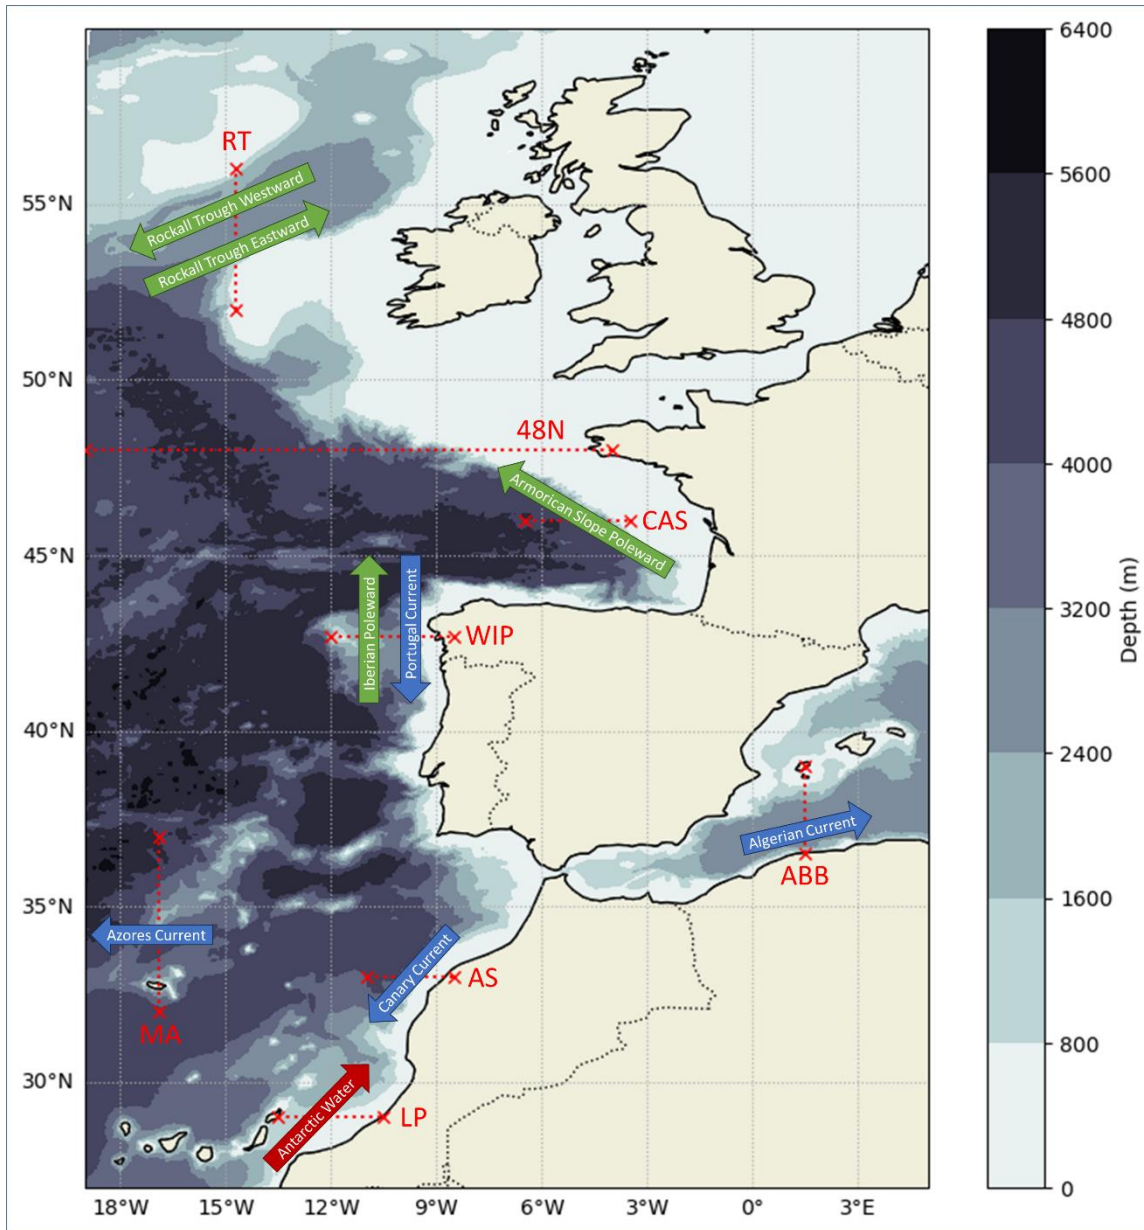 RT
Rockall Trough Westward
Rockall Trough Eastward
48N
Armorican Slope Poleward
CAS
Iberian Poleward
Portugal Current
WIP
Algerian Current
ABB
Azores Current
MA
Canary Current
AS
Antarctic Water
LP
55°N
50°N
45°N
40°N
35°N
30°N
18°W
15°W
12°W
9°W
6°W
3°W
0°
3°E
6400
5600
4800
4000
3200
2400
1600
800
0
Depth (m)